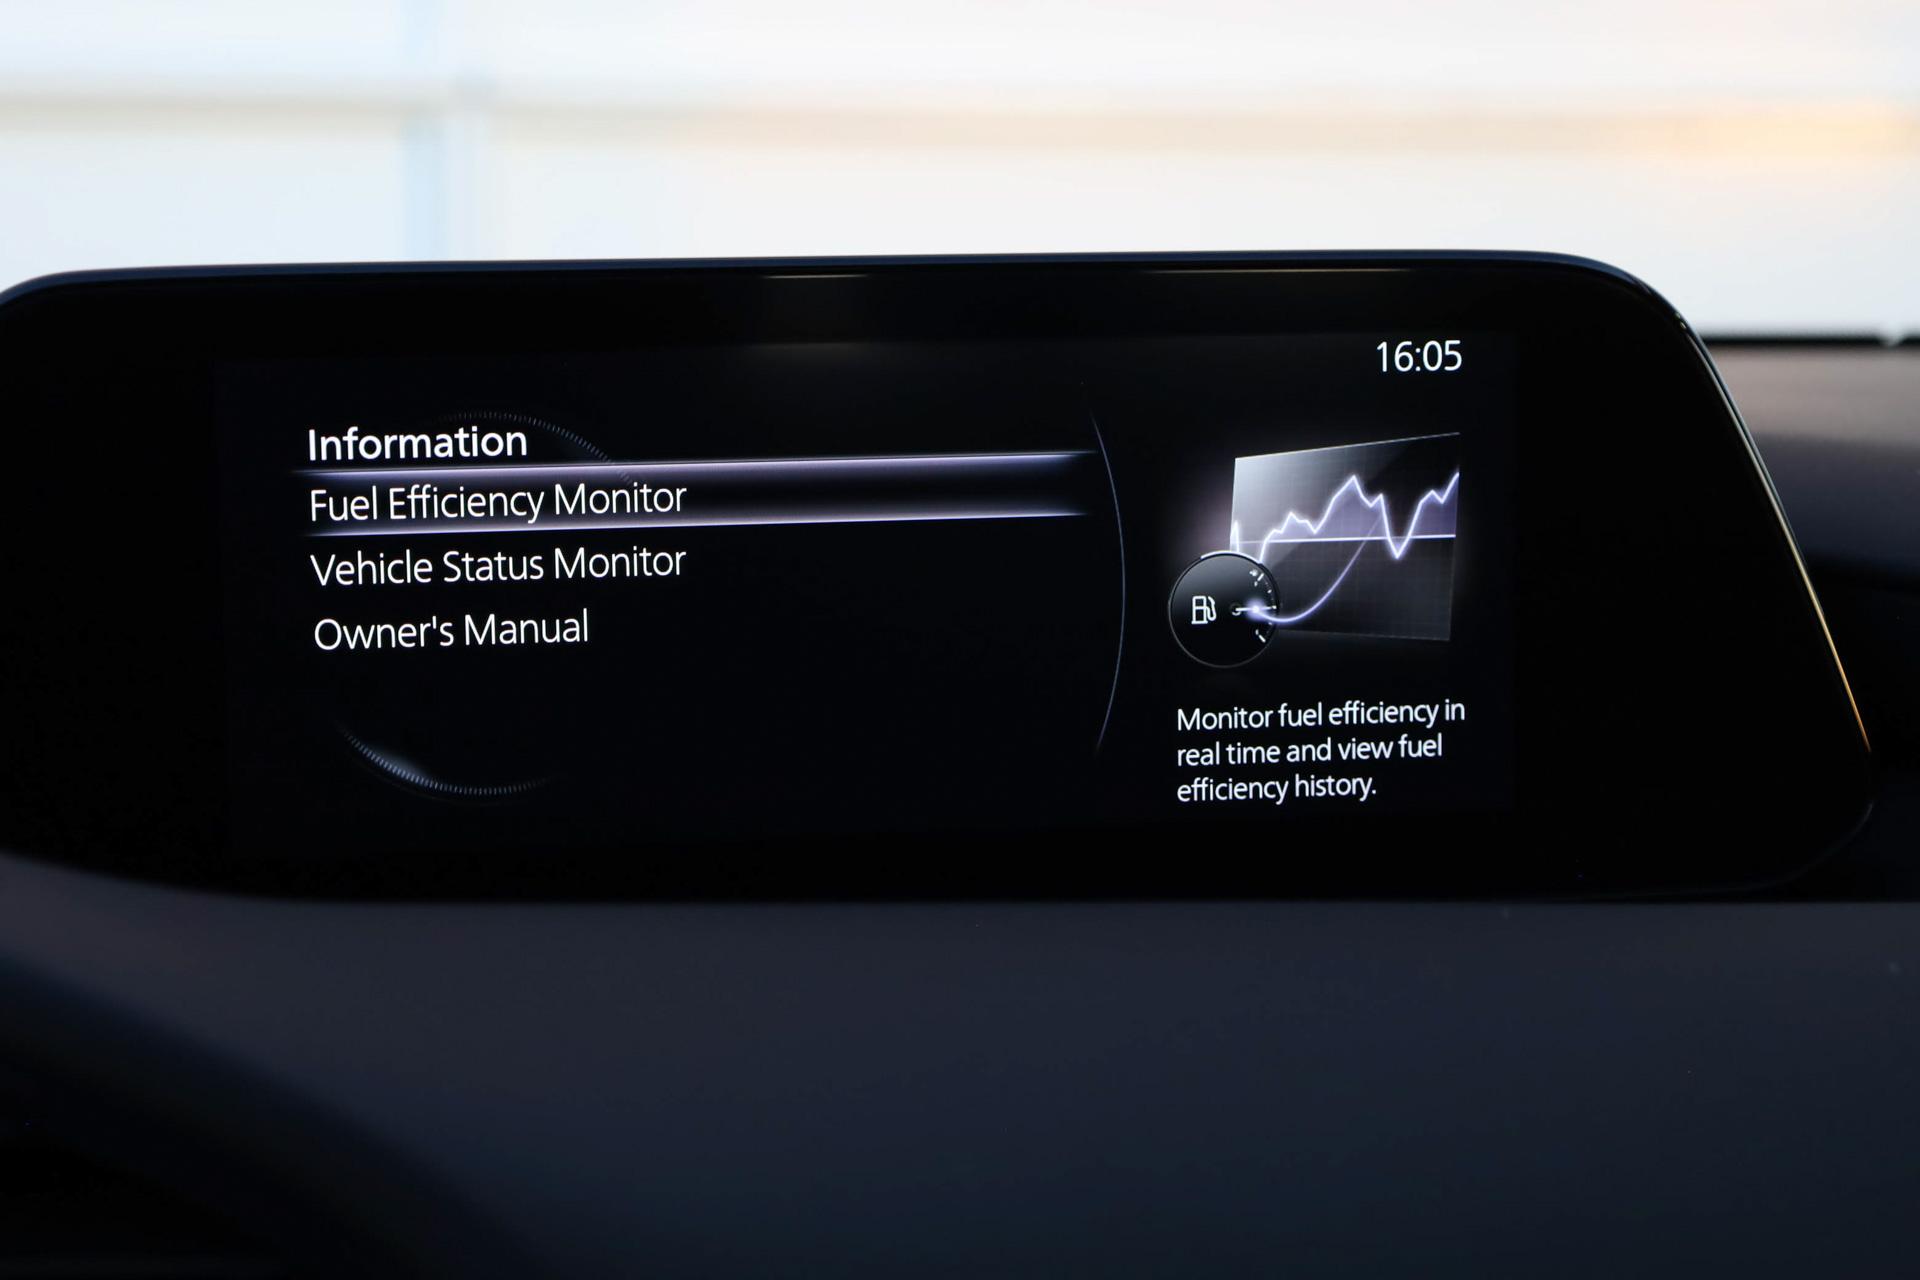 16:05
Information
Fuel Efficiency Monitor
Vehicle Status Monitor
Owner's Manual
Monitor fuel efficiency in
real time and view fuel
efficiency history.